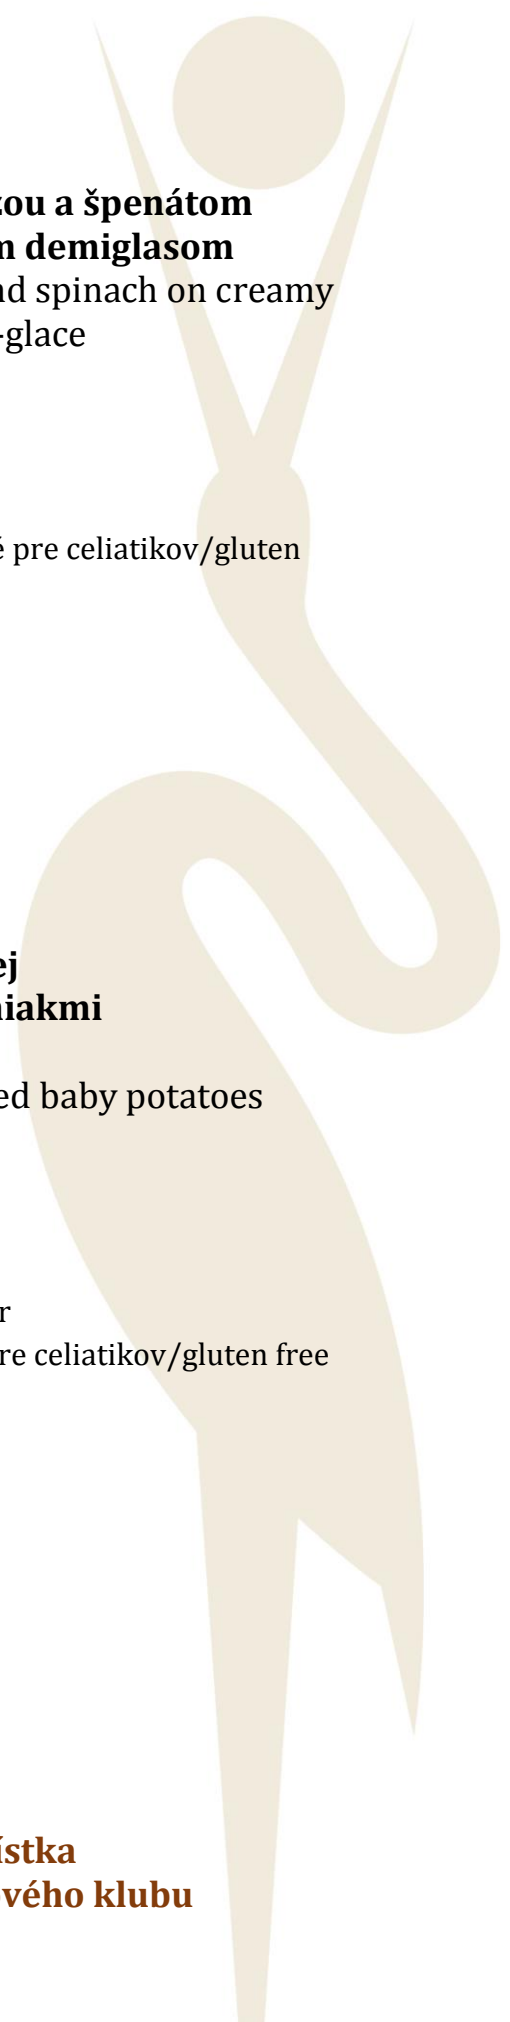 zou a špenátom
m demiglasom
nd spinach on creamy
-glace
é pre celiatikov/gluten
ej
niakmi
ed baby potatoes
r
re celiatikov/gluten free
ístka
ového klubu